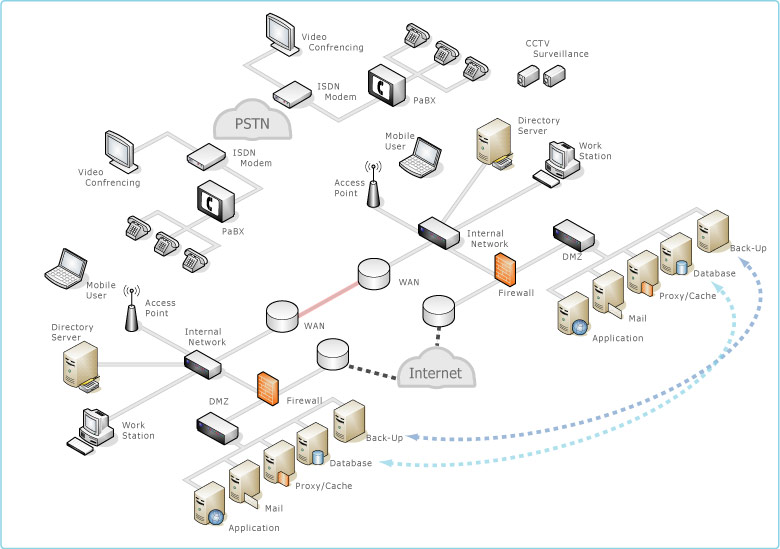 Video
Confrencing
CCTV
Surveillance
ISDN
Modem
PaBX
PSTN
Directory
Server
Mobile
User
Work
Station
ISDN
Modem
Video
Confrencing
Access
Point
PaBX
Internal
Network
Back-Up
DMZ
Database
Mobile
User
WAN
Firewall
Proxy/Cache
Access
Point
Mail
Directory
Server
Internal
Network
WAN
Application
Internet
DMZ
Firewall
Work
Station
Back-Up
Database
Proxy/Cache
Mail
Application